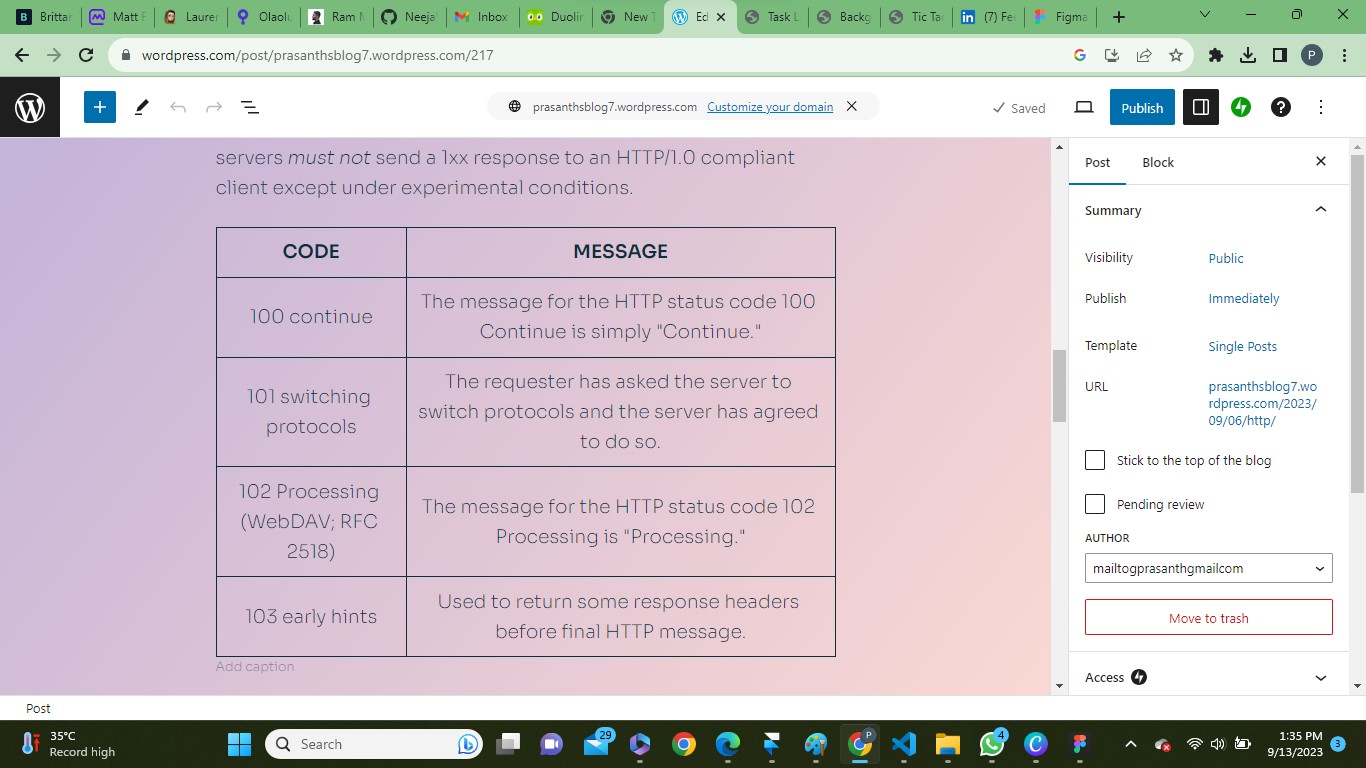 Brittar
Matt F
Laurer
Olaolu
Ram M
Neeja
Inbox
Duolin
New T
Ed
Task L
Backg
Tic Tac
(7) Fee
Figma
wordpress.com/post/prasanthsblog7.wordpress.com/217
P
prasanthsblog7.wordpress.com Customize your domain
Saved
Publish
servers must not send a 1xx response to an HTTP/1.0 compliant
client except under experimental conditions.
CODE MESSAGE
100 continue
The message for the HTTP status code 100
Continue is simply "Continue."
101 switching
protocols
The requester has asked the server to
switch protocols and the server has agreed
to do so.
102 Processing
(WebDAV; RFC
2518)
The message for the HTTP status code 102
Processing is "Processing."
103 early hints
Used to return some response headers
before final HTTP message.
Add caption
Post Block
Summary
Visibility Public
Publish Immediately
Template Single Posts
URL
prasanthsblog7.wo
rdpress.com/2023/
09/06/http/
Stick to the top of the blog
Pending review
AUTHOR
mailtogprasanthgmailcom
Move to trash
Access
Post
35°C
Record high
Search
29
P
4
1:35 PM
9/13/2023
3